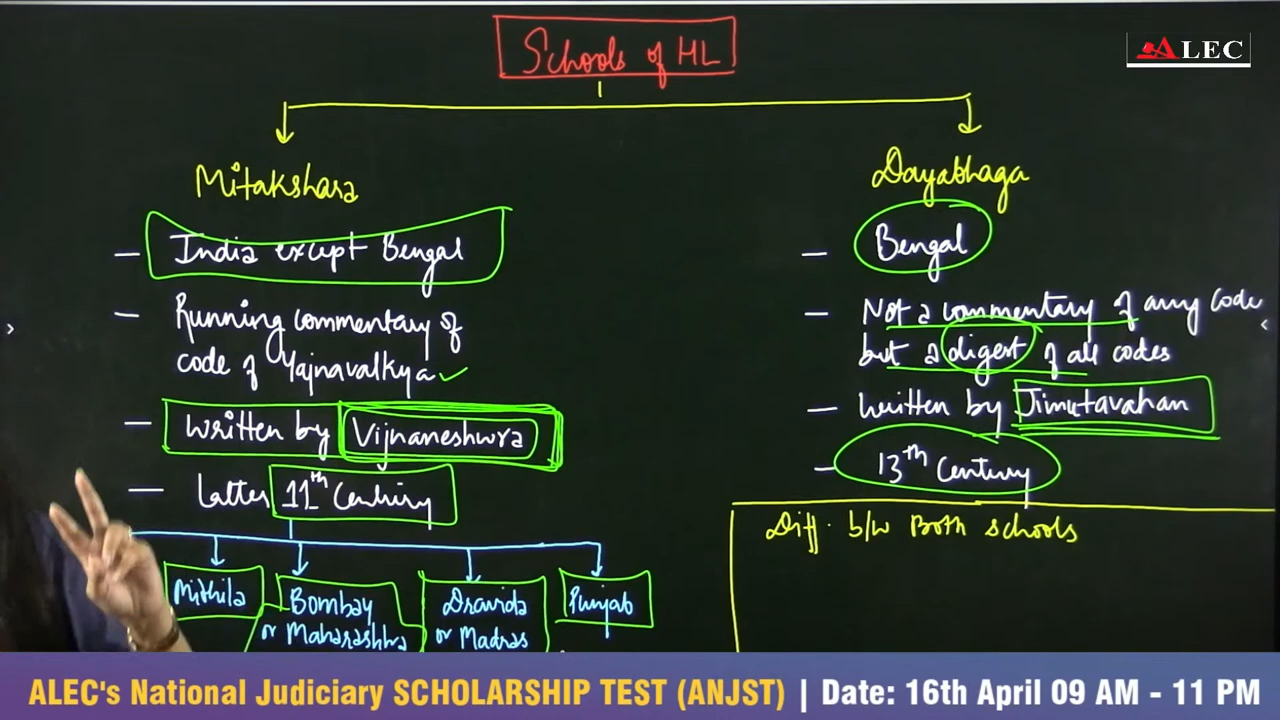 Schools of HL
ALEC
Mitakshara
- India except Bengal
- Running commentary of
code of Yajnavalkya ✓
- Written by Vijnaneshwra
- Latter 11th Century
Mithila
Bombay
or Maharashtra
Dravida
or Madras
Punjab
Dayabhaga
- Bengal
- Not a commentary of any code
but a digest of all codes
- Written by Jimutavahan
- 13th Century
Diff. b/w Both schools
ALEC's National Judiciary SCHOLARSHIP TEST (ANJST) | Date: 16th April 09 AM - 11 PM